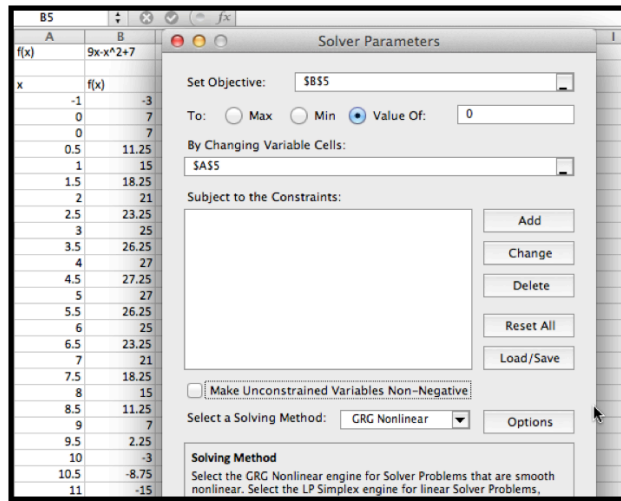 B5 fx
A B I
f(x) 9x-x^2+7
x f(x)
-1 -3
0 7
0 7
0.5 11.25
1 15
1.5 18.25
2 21
2.5 23.25
3 25
3.5 26.25
4 27
4.5 27.25
5 27
5.5 26.25
6 25
6.5 23.25
7 21
7.5 18.25
8 15
8.5 11.25
9 7
9.5 2.25
10 -3
10.5 -8.75
11 -15
Solver Parameters
Set Objective: $B$5
To: Max Min Value Of: 0
By Changing Variable Cells:
$A$5
Subject to the Constraints:
Add
Change
Delete
Reset All
Load/Save
Make Unconstrained Variables Non-Negative
Select a Solving Method: GRG Nonlinear Options
Solving Method
Select the GRG Nonlinear engine for Solver Problems that are smooth
nonlinear. Select the LP Simplex engine for linear Solver Problems,